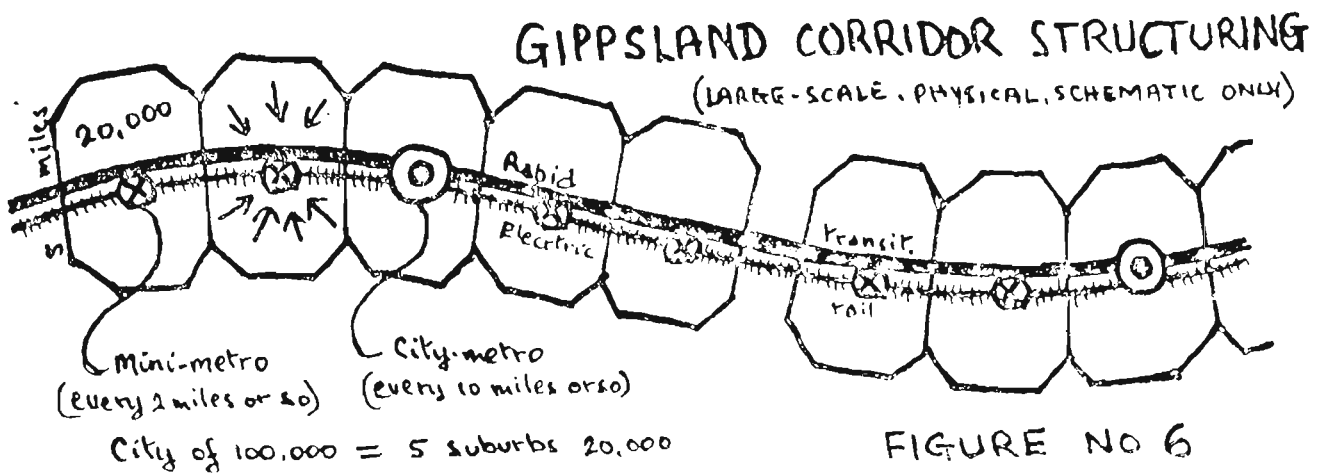 GIPPSLAND CORRIDOR STRUCTURING
(LARGE-SCALE, PHYSICAL, SCHEMATIC ONLY)
5 miles
20,000
Rapid
Electric
transit.
rail
Mini-metro
(every 2 miles or so)
City-metro
(every 10 miles or so)
City of 100,000 = 5 suburbs 20,000
FIGURE NO 6